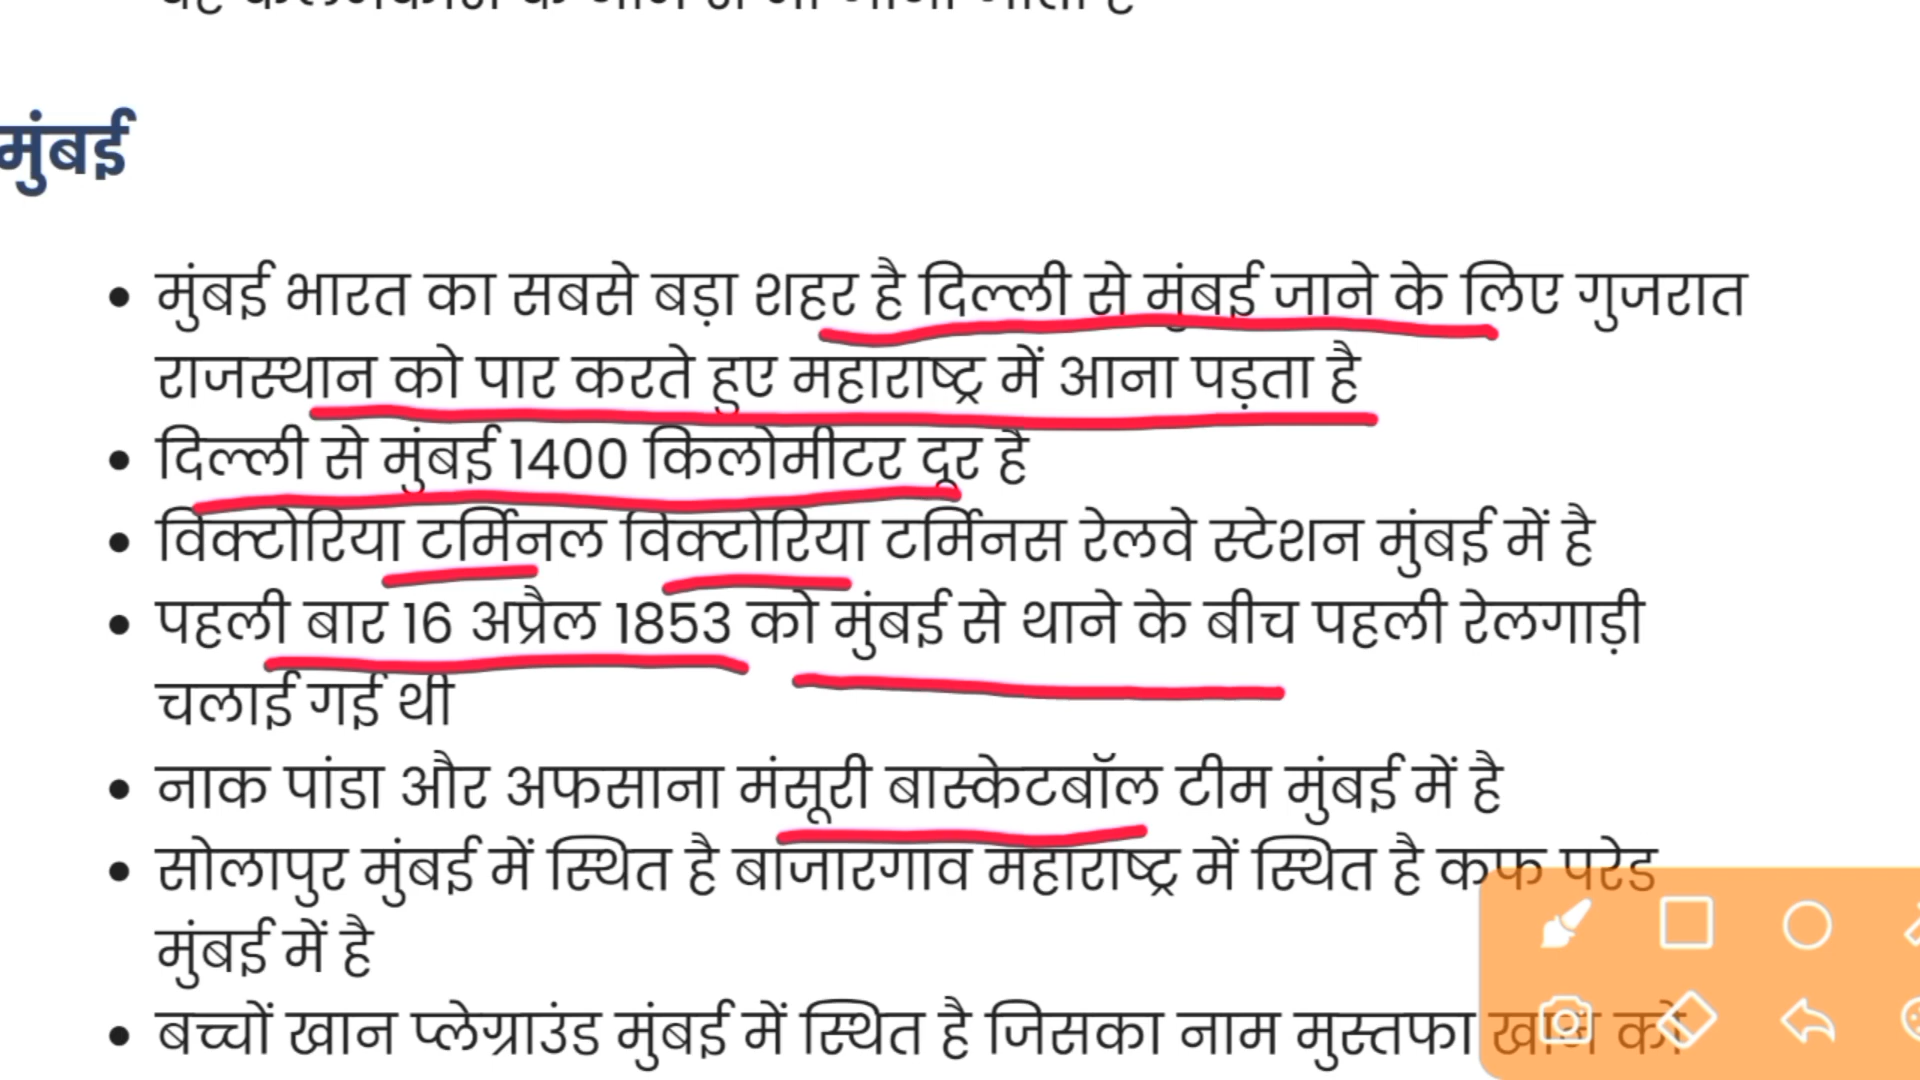 मुंबई
• मुंबई भारत का सबसे बड़ा शहर है दिल्ली से मुंबई जाने के लिए गुजरात
राजस्थान को पार करते हुए महाराष्ट्र में आना पड़ता है
• दिल्ली से मुंबई 1400 किलोमीटर दूर है
• विक्टोरिया टर्मिनल विक्टोरिया टर्मिनस रेलवे स्टेशन मुंबई में है
• पहली बार 16 अप्रैल 1853 को मुंबई से थाने के बीच पहली रेलगाड़ी
चलाई गई थी
• नाक पांडा और अफसाना मंसूरी बास्केटबॉल टीम मुंबई में है
• सोलापुर मुंबई में स्थित है बाजारगांव महाराष्ट्र में स्थित है कफ परेड
मुंबई में है
• बच्चों खान प्लेग्राउंड मुंबई में स्थित है जिसका नाम मुस्तफा खान को